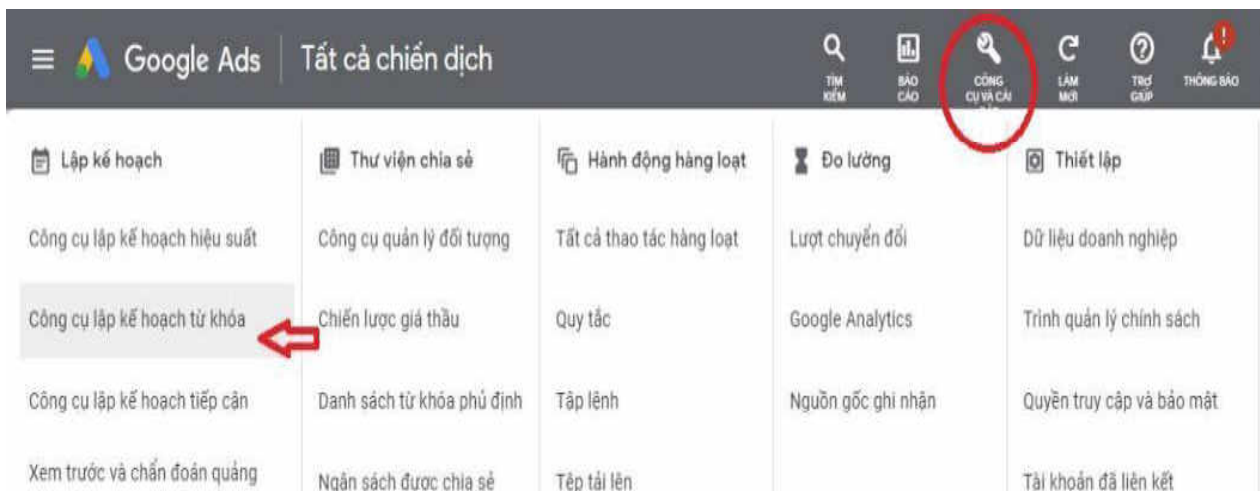 Google Ads Tất cả chiến dịch
TÌM KIẾM
BÁO CÁO
CÔNG CỤ VÀ CÀI
LÀM MỚI
TRỢ GIÚP
THÔNG BÁO
Lập kế hoạch
Công cụ lập kế hoạch hiệu suất
Công cụ lập kế hoạch từ khóa
Công cụ lập kế hoạch tiếp cận
Xem trước và chẩn đoán quảng
Thư viện chia sẻ
Công cụ quản lý đối tượng
Chiến lược giá thầu
Danh sách từ khóa phủ định
Ngân sách được chia sẻ
Hành động hàng loạt
Tất cả thao tác hàng loạt
Quy tắc
Tập lệnh
Tệp tải lên
Đo lường
Lượt chuyển đổi
Google Analytics
Nguồn gốc ghi nhận
Thiết lập
Dữ liệu doanh nghiệp
Trình quản lý chính sách
Quyền truy cập và bảo mật
Tài khoản đã liên kết